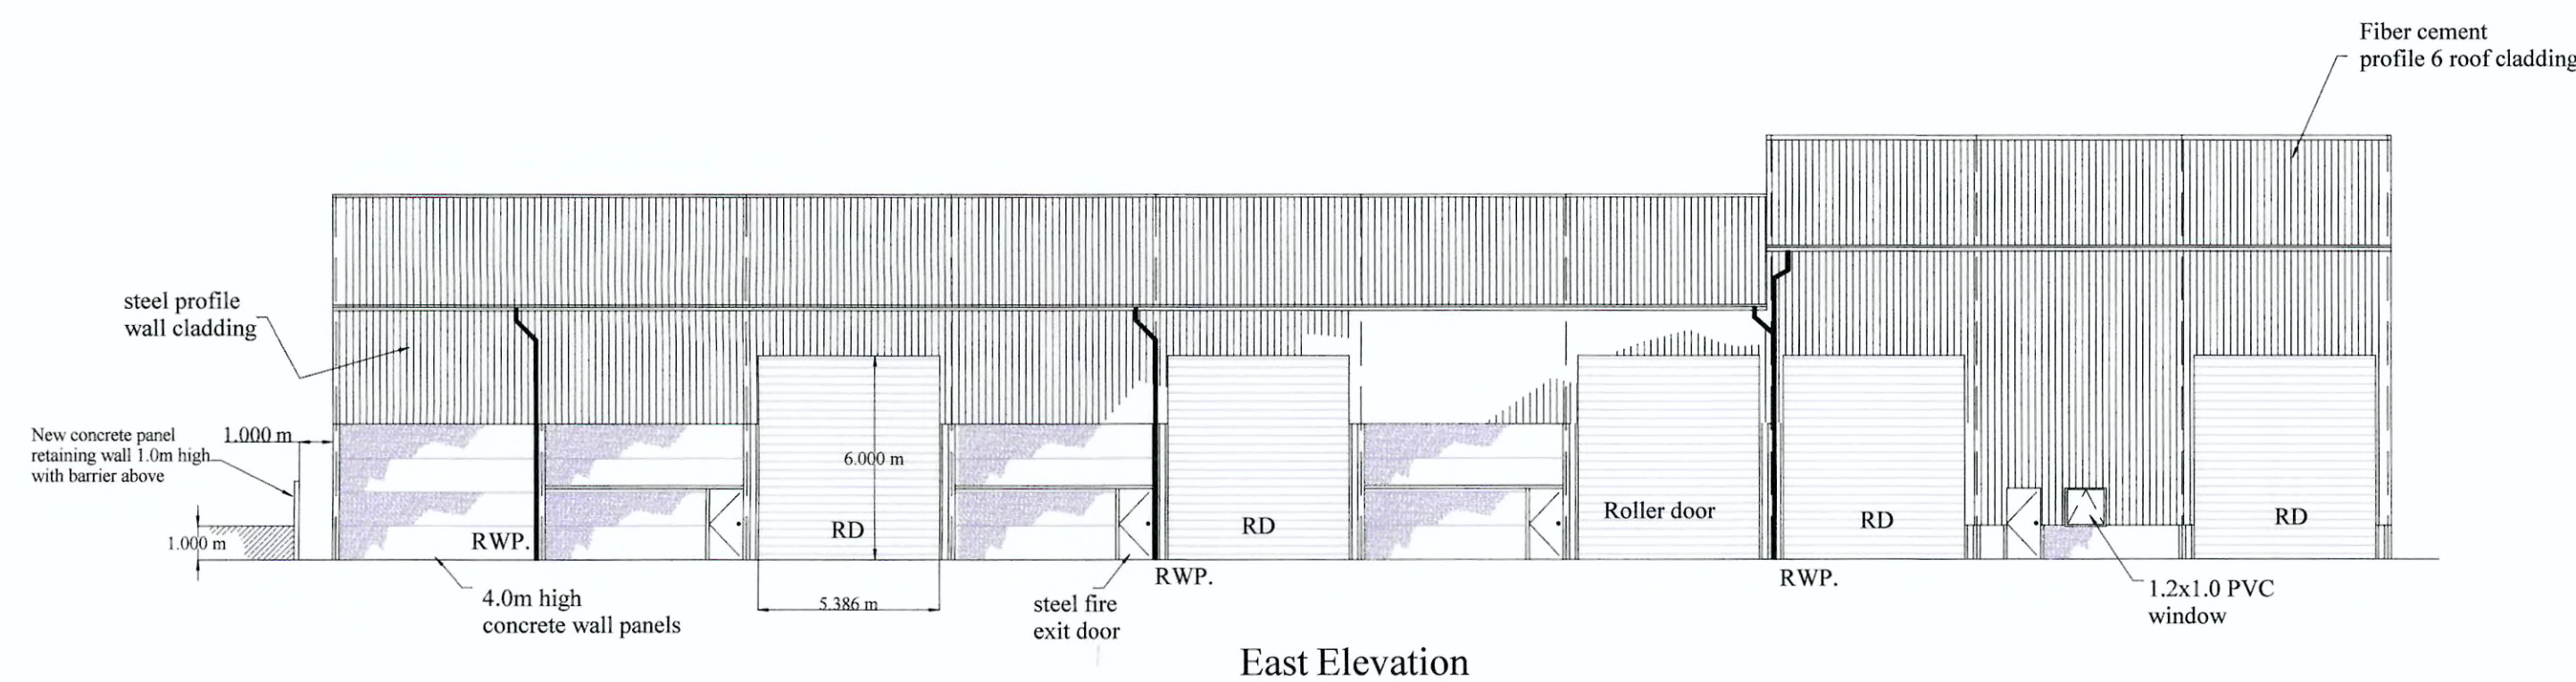 Fiber cement
profile 6 roof cladding
steel profile
wall cladding
New concrete panel
retaining wall 1.0m high
with barrier above
1.000 m
1.000 m
6.000 m
RWP.
RD
RD
Roller door
RD
RD
RWP.
RWP.
4.0m high
concrete wall panels
5.386 m
steel fire
exit door
1.2x1.0 PVC
window
East Elevation